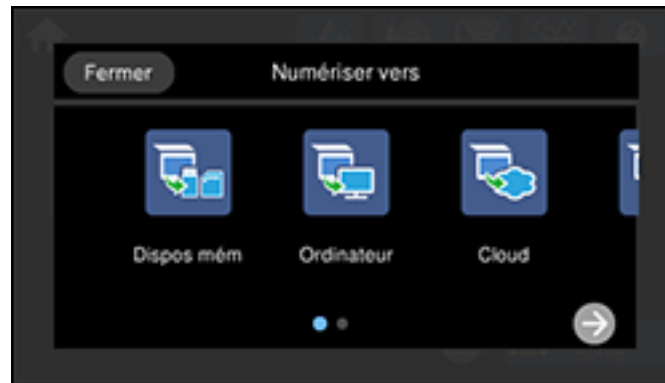 Fermer
Numériser vers
Dispos mém
Ordinateur
Cloud